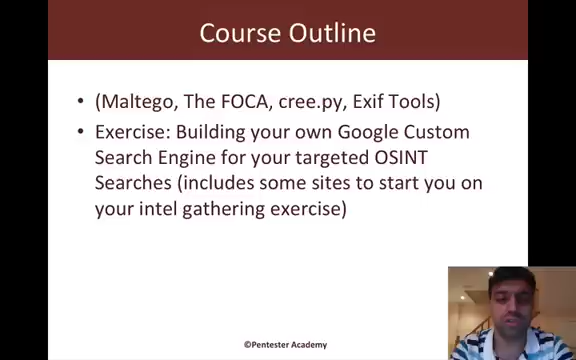 Course Outline
• (Maltego, The FOCA, cree.py, Exif Tools)
• Exercise: Building your own Google Custom
Search Engine for your targeted OSINT
Searches (includes some sites to start you on
your intel gathering exercise)
©Pentester Academy